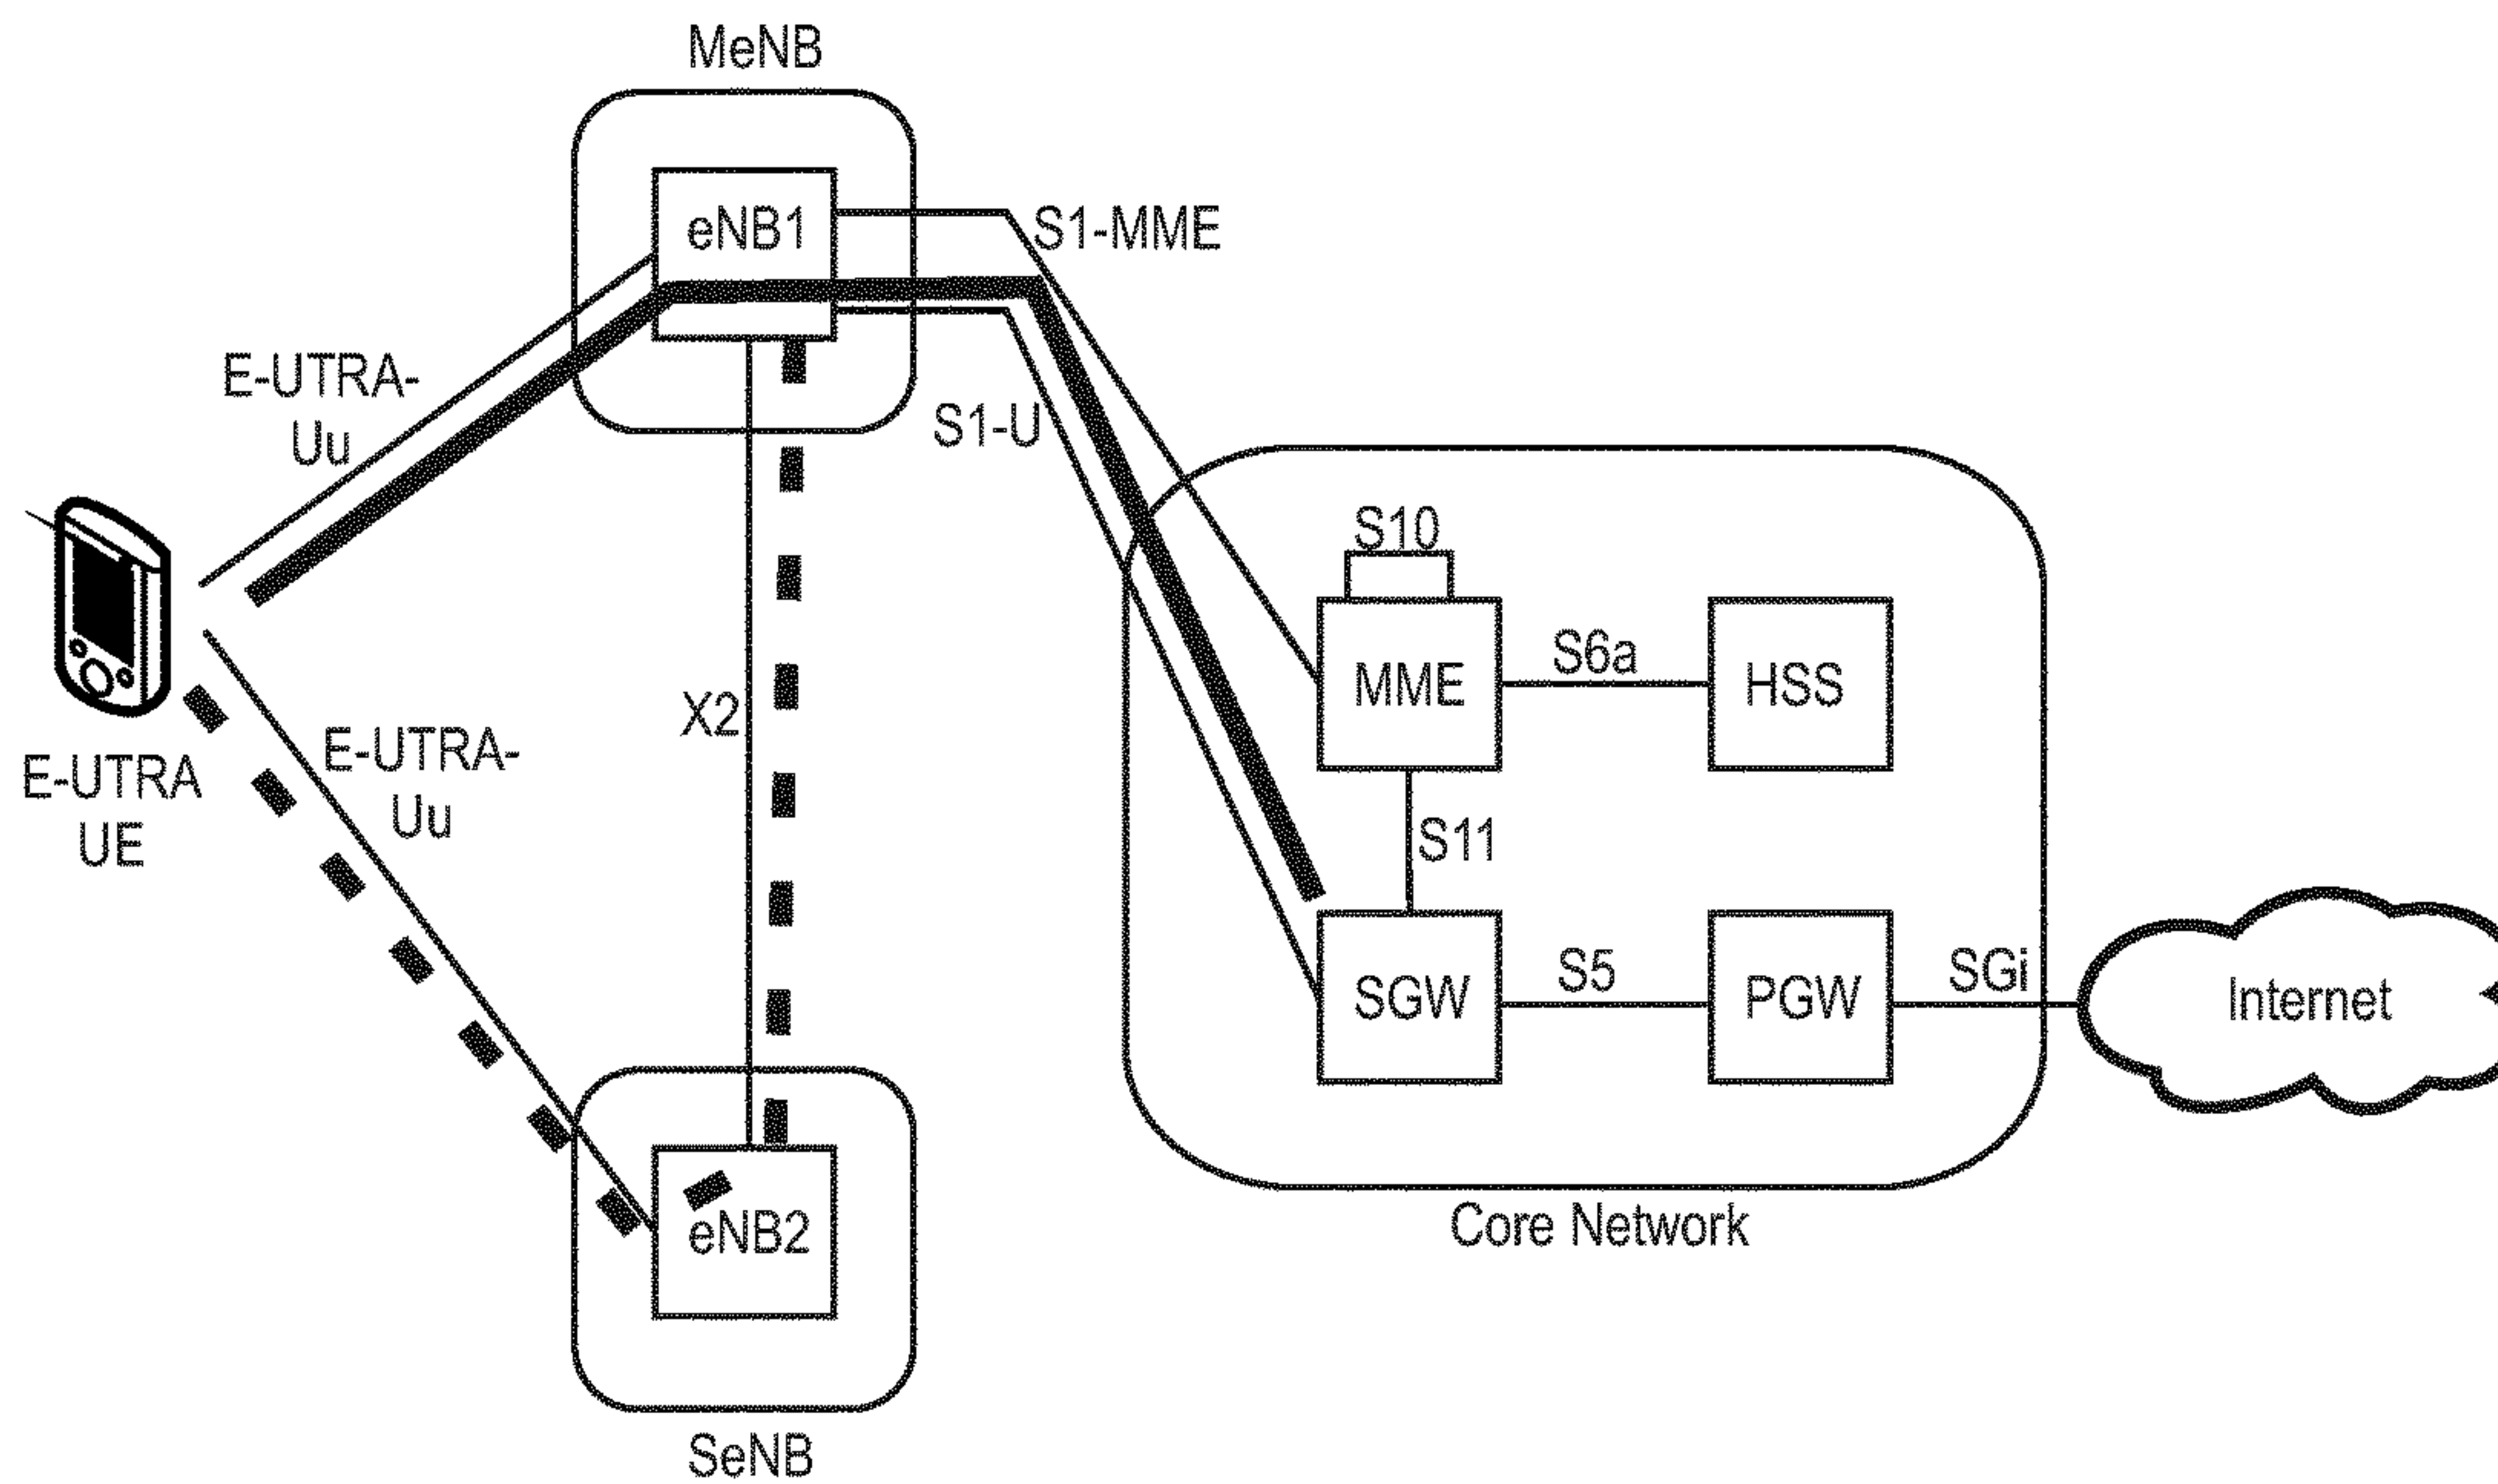 MeNB
eNB1
S1-MME
E-UTRA-
Uu
S1-U
S10
MME
S6a
HSS
X2
E-UTRA-
Uu
E-UTRA
UE
S11
SGW
S5
PGW
SGi
Internet
eNB2
Core Network
SeNB